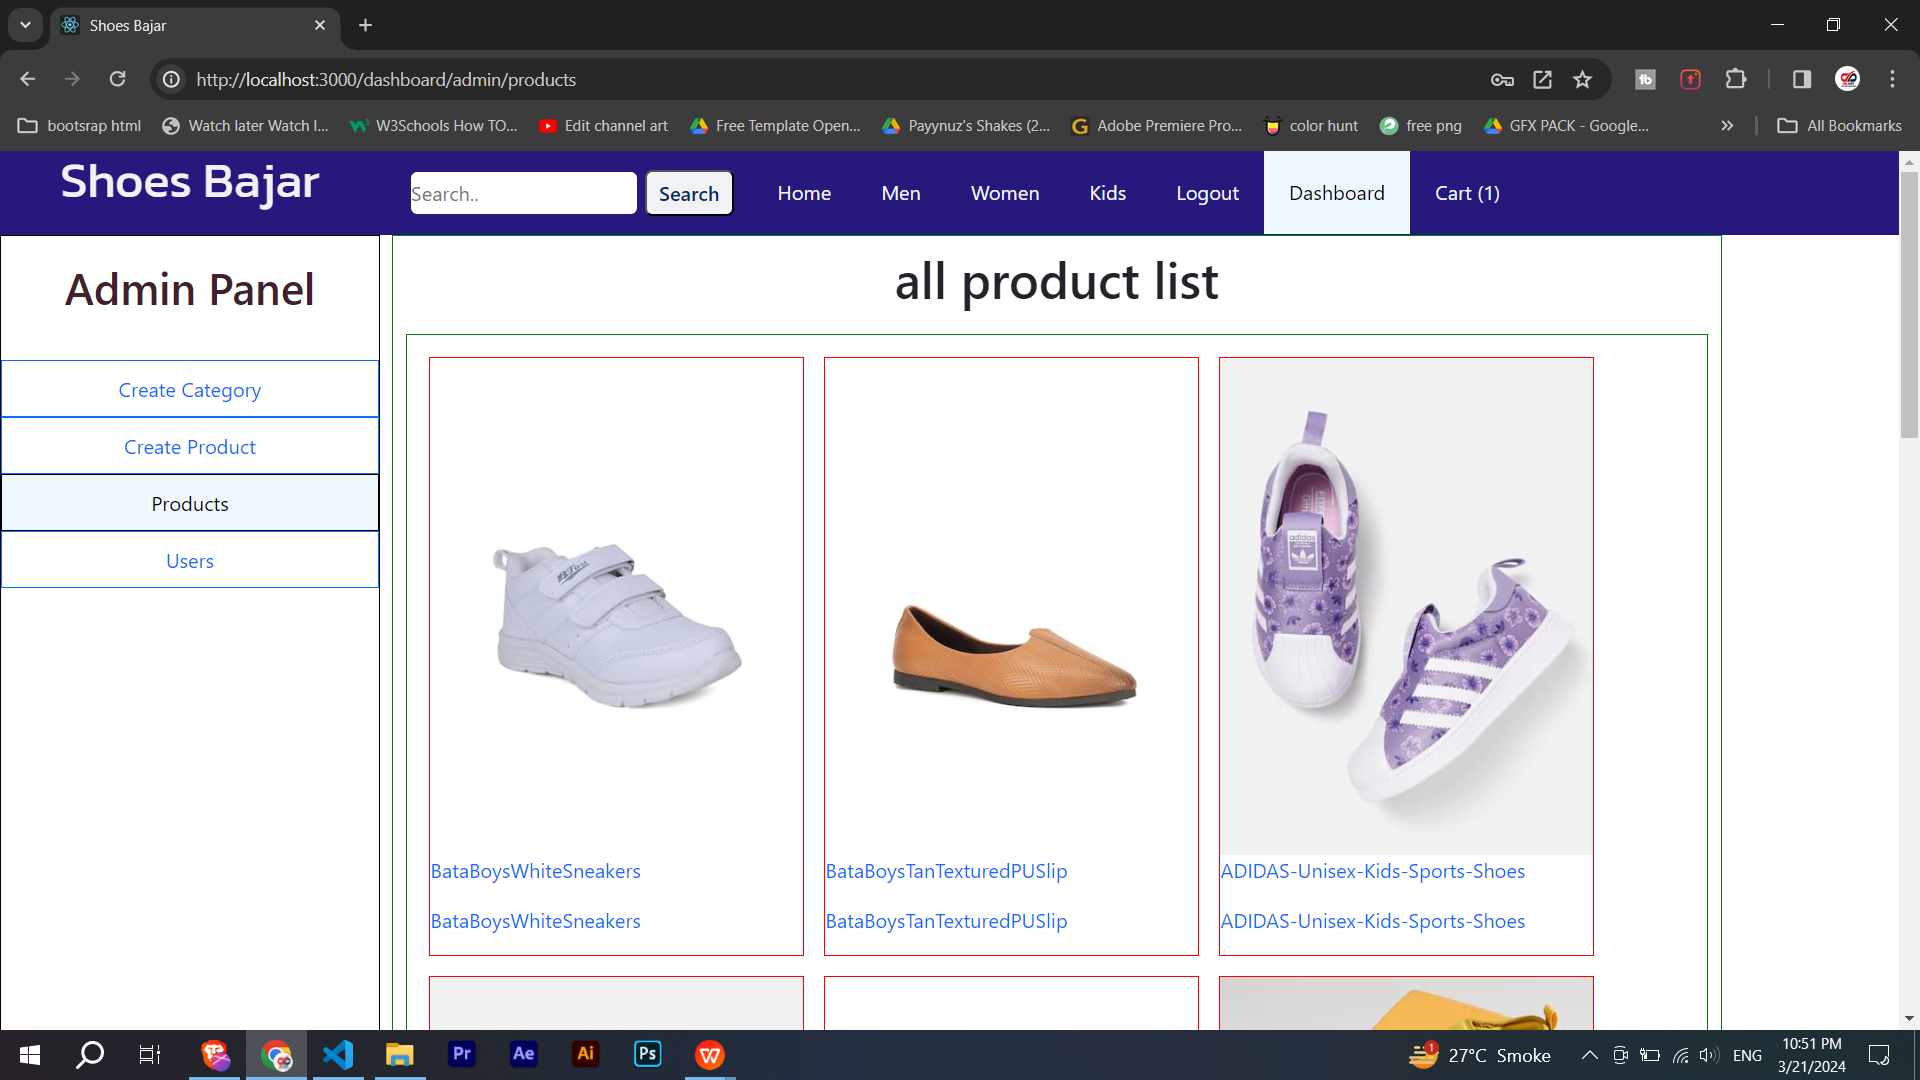 Shoes Bajar
http://localhost:3000/dashboard/admin/products
bootsrap html
Watch later Watch l...
W3Schools How TO...
Edit channel art
Free Template Open...
Payynuz's Shakes (2...
Adobe Premiere Pro...
color hunt
free png
GFX PACK - Google...
All Bookmarks
Shoes Bajar
Search..
Search
Home
Men
Women
Kids
Logout
Dashboard
Cart (1)
Admin Panel
Create Category
Create Product
Products
Users
all product list
adidas
BataBoysWhiteSneakers
BataBoysTanTexturedPUSlip
ADIDAS-Unisex-Kids-Sports-Shoes
BataBoysWhiteSneakers
BataBoysTanTexturedPUSlip
ADIDAS-Unisex-Kids-Sports-Shoes
Pr
Ae
Ai
Ps
1
27°C Smoke
ENG
10:51 PM
3/21/2024